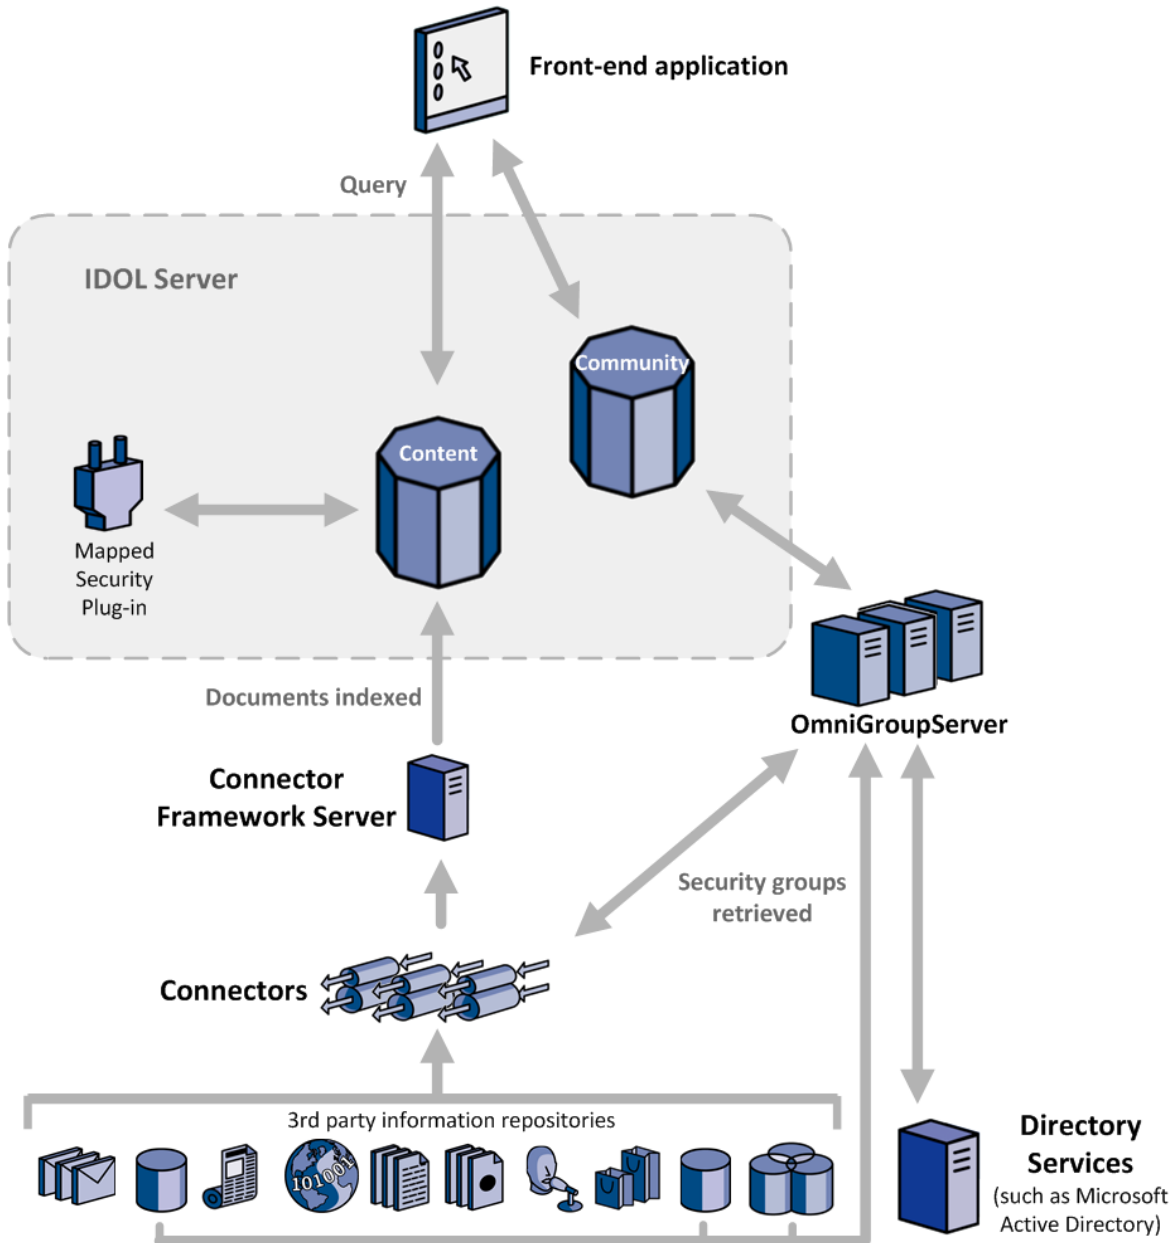 Front-end application
Query
IDOL Server
Community
Content
Mapped
Security
Plug-in
Documents indexed
OmniGroupServer
Connector
Framework Server
Security groups
retrieved
Connectors
3rd party information repositories
101001
Directory
Services
(such as Microsoft
Active Directory)